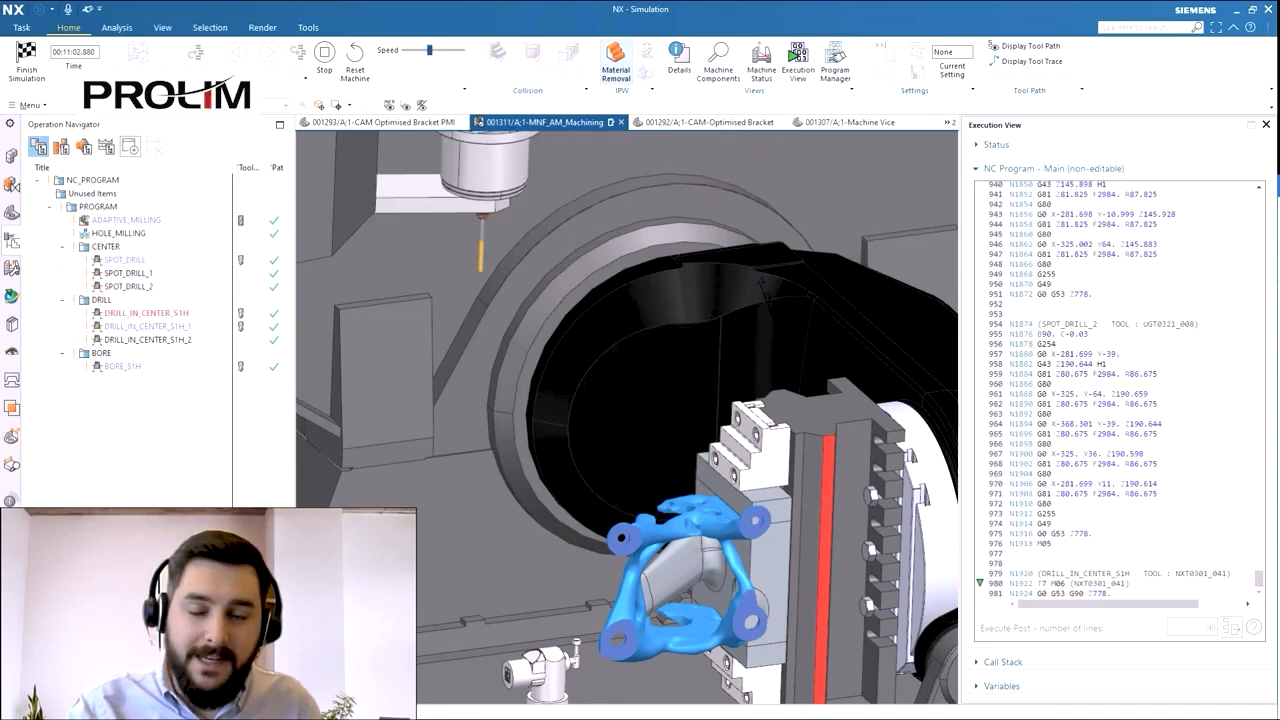 NX
NX - Simulation
SIEMENS
Task
Home
Analysis
View
Selection
Render
Tools
Type here to Search
00:11:02.880
Speed
None
Display Tool Path
Display Tool Trace
Finish Simulation
Time
Stop
Reset Machine
Material Removal
Details
Machine Components
Machine Status
Execution View
Program Manager
Current Setting
Collision
IPW
Views
Settings
Tool Path
PROLIM
Menu
Operation Navigator
001293/A;1-CAM Optimised Bracket PMI
001311/A;1-MNF_AM_Machining
001292/A;1-CAM-Optimised Bracket
001307/A;1-Machine Vice
2
Title
Tool...
Pat
NC_PROGRAM
Unused Items
PROGRAM
ADAPTIVE_MILLING
HOLE_MILLING
CENTER
SPOT_DRILL
SPOT_DRILL_1
SPOT_DRILL_2
DRILL
DRILL_IN_CENTER_S1H
DRILL_IN_CENTER_S1H_1
DRILL_IN_CENTER_S1H_2
BORE
BORE_S1H
Execution View
Status
NC Program - Main (non-editable)
940 N1850 G43 Z145.898 H1
941 N1852 G81 Z81.825 F2984. R87.825
942 N1854 G80
943 N1856 G0 X-281.698 Y-10.999 Z145.928
944 N1858 G81 Z81.825 F2984. R87.825
945 N1860 G80
946 N1862 G0 X-325.002 Y64. Z145.883
947 N1864 G81 Z81.825 F2984. R87.825
948 N1866 G80
949 N1868 G255
950 N1870 G49
951 N1872 G0 G53 Z778.
952
953
954 N1874 (SPOT_DRILL_2 TOOL : UGT0321_008)
955 N1876 B90. C-0.03
956 N1878 G254
957 N1880 G0 X-281.699 Y-39.
958 N1882 G43 Z190.644 H1
959 N1884 G81 Z80.675 F2984. R86.675
960 N1886 G80
961 N1888 G0 X-325. Y-64. Z190.659
962 N1890 G81 Z80.675 F2984. R86.675
963 N1892 G80
964 N1894 G0 X-368.301 Y-39. Z190.644
965 N1896 G81 Z80.675 F2984. R86.675
966 N1898 G80
967 N1900 G0 X-325. Y36. Z190.598
968 N1902 G81 Z80.675 F2984. R86.675
969 N1904 G80
970 N1906 G0 X-281.699 Y11. Z190.614
971 N1908 G81 Z80.675 F2984. R86.675
972 N1910 G80
973 N1912 G255
974 N1914 G49
975 N1916 G0 G53 Z778.
976 N1918 M05
977
978
979 N1920 (DRILL_IN_CENTER_S1H TOOL : NXT0301_041)
980 N1922 T7 M06 (NXT0301_041)
981 N1924 G0 G53 G90 Z778.
Execute Post - number of lines:
all
Call Stack
Variables